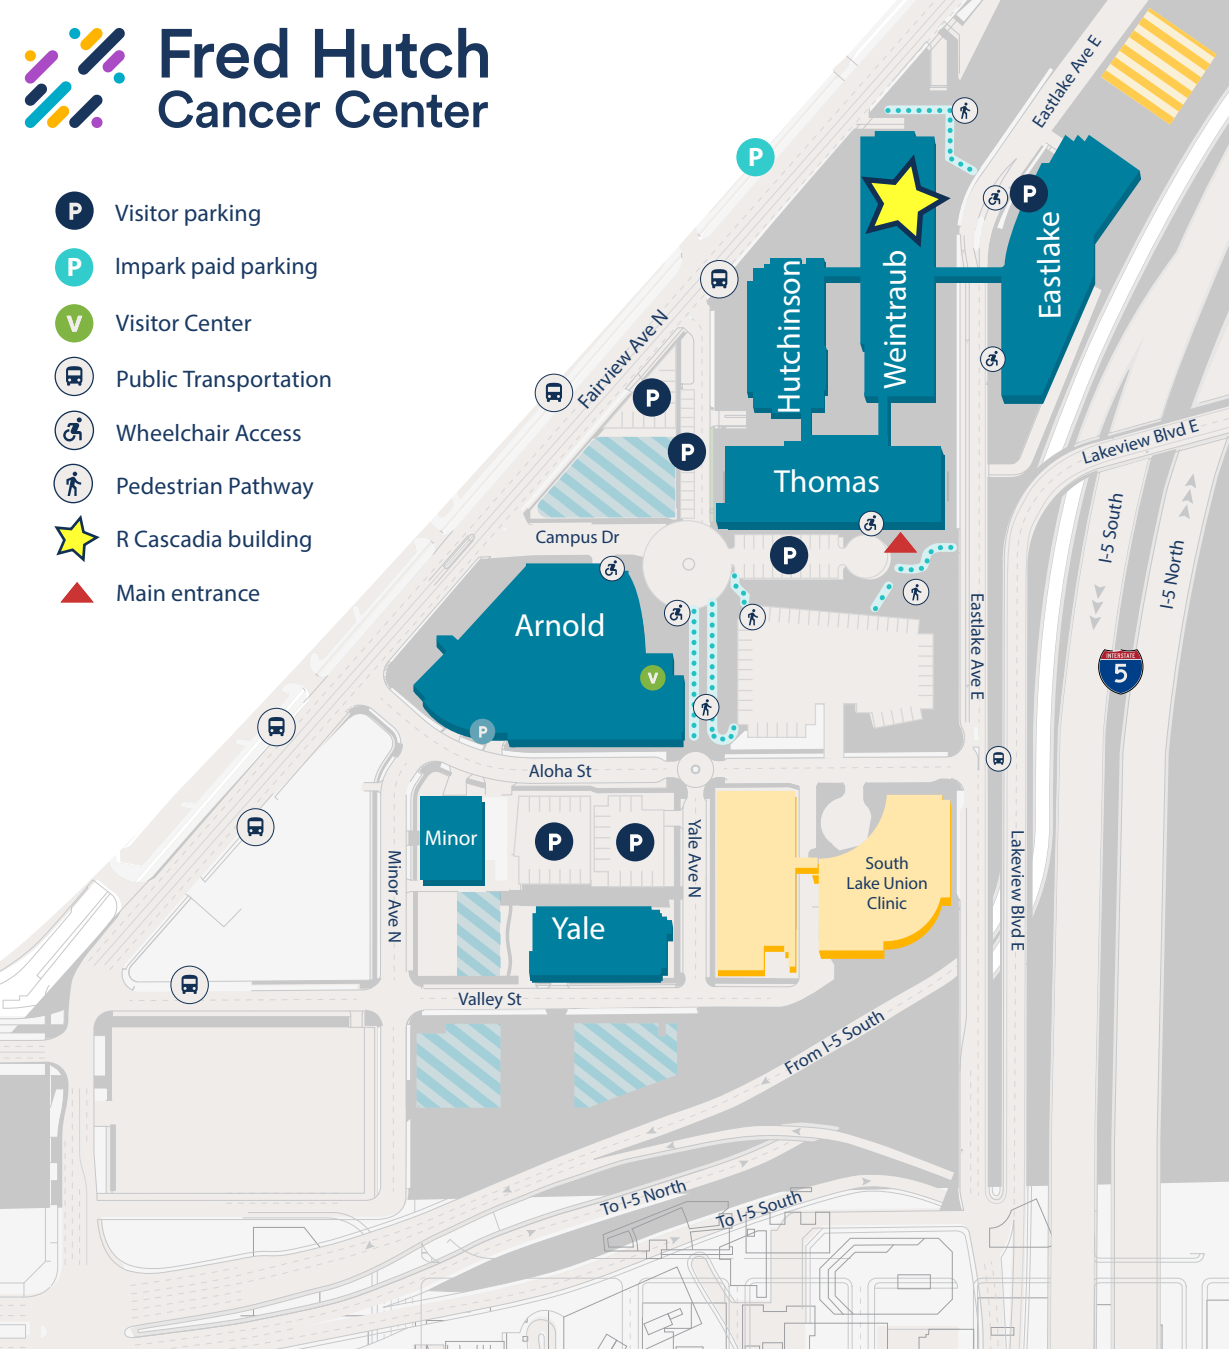 Fred Hutch
Cancer Center
P Visitor parking
P Impark paid parking
V Visitor Center
Public Transportation
Wheelchair Access
Pedestrian Pathway
R Cascadia building
Main entrance
Eastlake Ave E
P
P
Eastlake
Hutchinson
Weintraub
Fairview Ave N
P
P
Lakeview Blvd E
Thomas
I-5 South
I-5 North
Campus Dr
P
Arnold
Eastlake Ave E
V
INTERSTATE
5
P
Aloha St
Minor
P
P
Yale Ave N
Minor Ave N
South
Lake Union
Clinic
Lakeview Blvd E
Yale
Valley St
From I-5 South
To I-5 North
To I-5 South